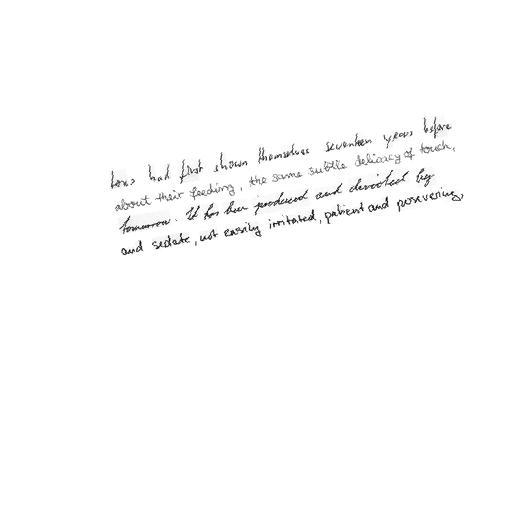 had first shown themselves seventeen years before
about their feeding, the same subtle delicacy of touch,
tomorrow. It has been produced and directed by
and sedate, not easily irritated, patient and persevering,